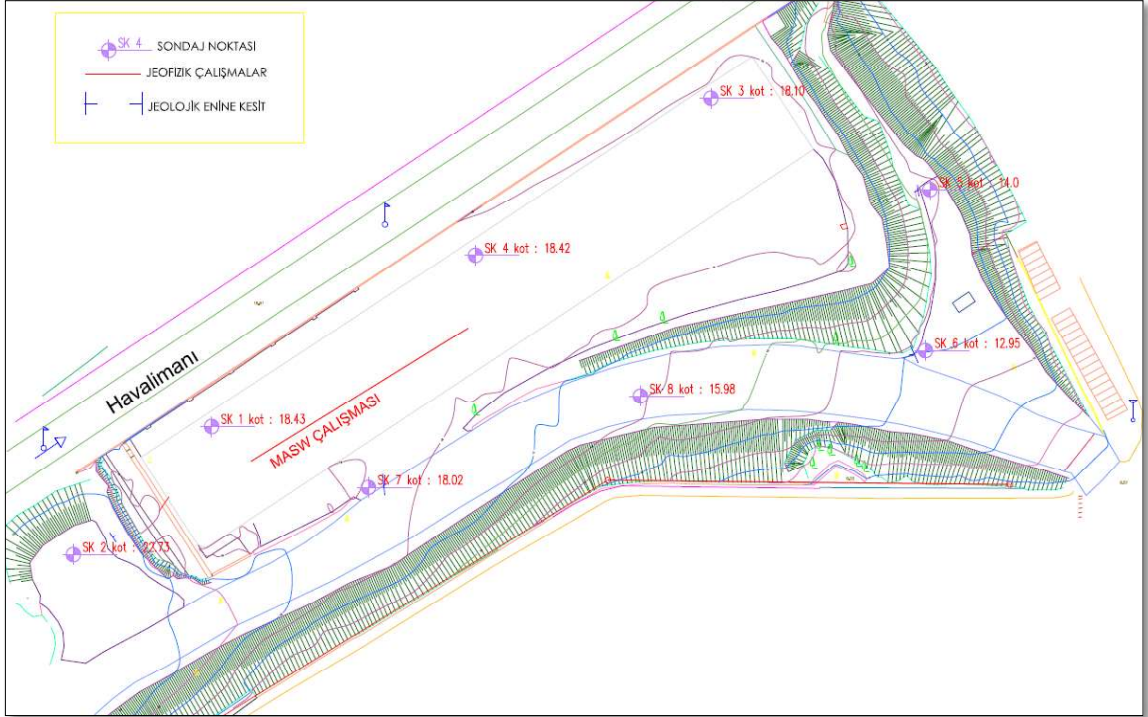 SK 4 SONDAJ NOKTASI
JEOFIZIK ÇALIŞMALAR
JEOLOJİK ENİNE KESİT
SK 3 kot : 18.10
SK 5 kot : 14.0
SK 4 kot : 18.42
SK 6 kot : 12.95
Havalimanı
SK 8 kot : 15.98
SK 1 kot : 18.43
MASW ÇALIŞMASI
SK 7 kot : 18.02
SK 2 kot : 22.73